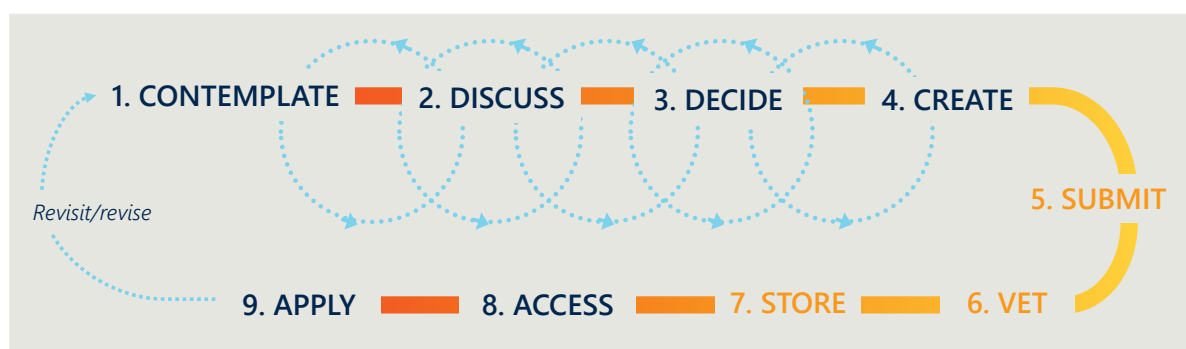 1. CONTEMPLATE
2. DISCUSS
3. DECIDE
4. CREATE
5. SUBMIT
6. VET
7. STORE
8. ACCESS
9. APPLY
Revisit/revise